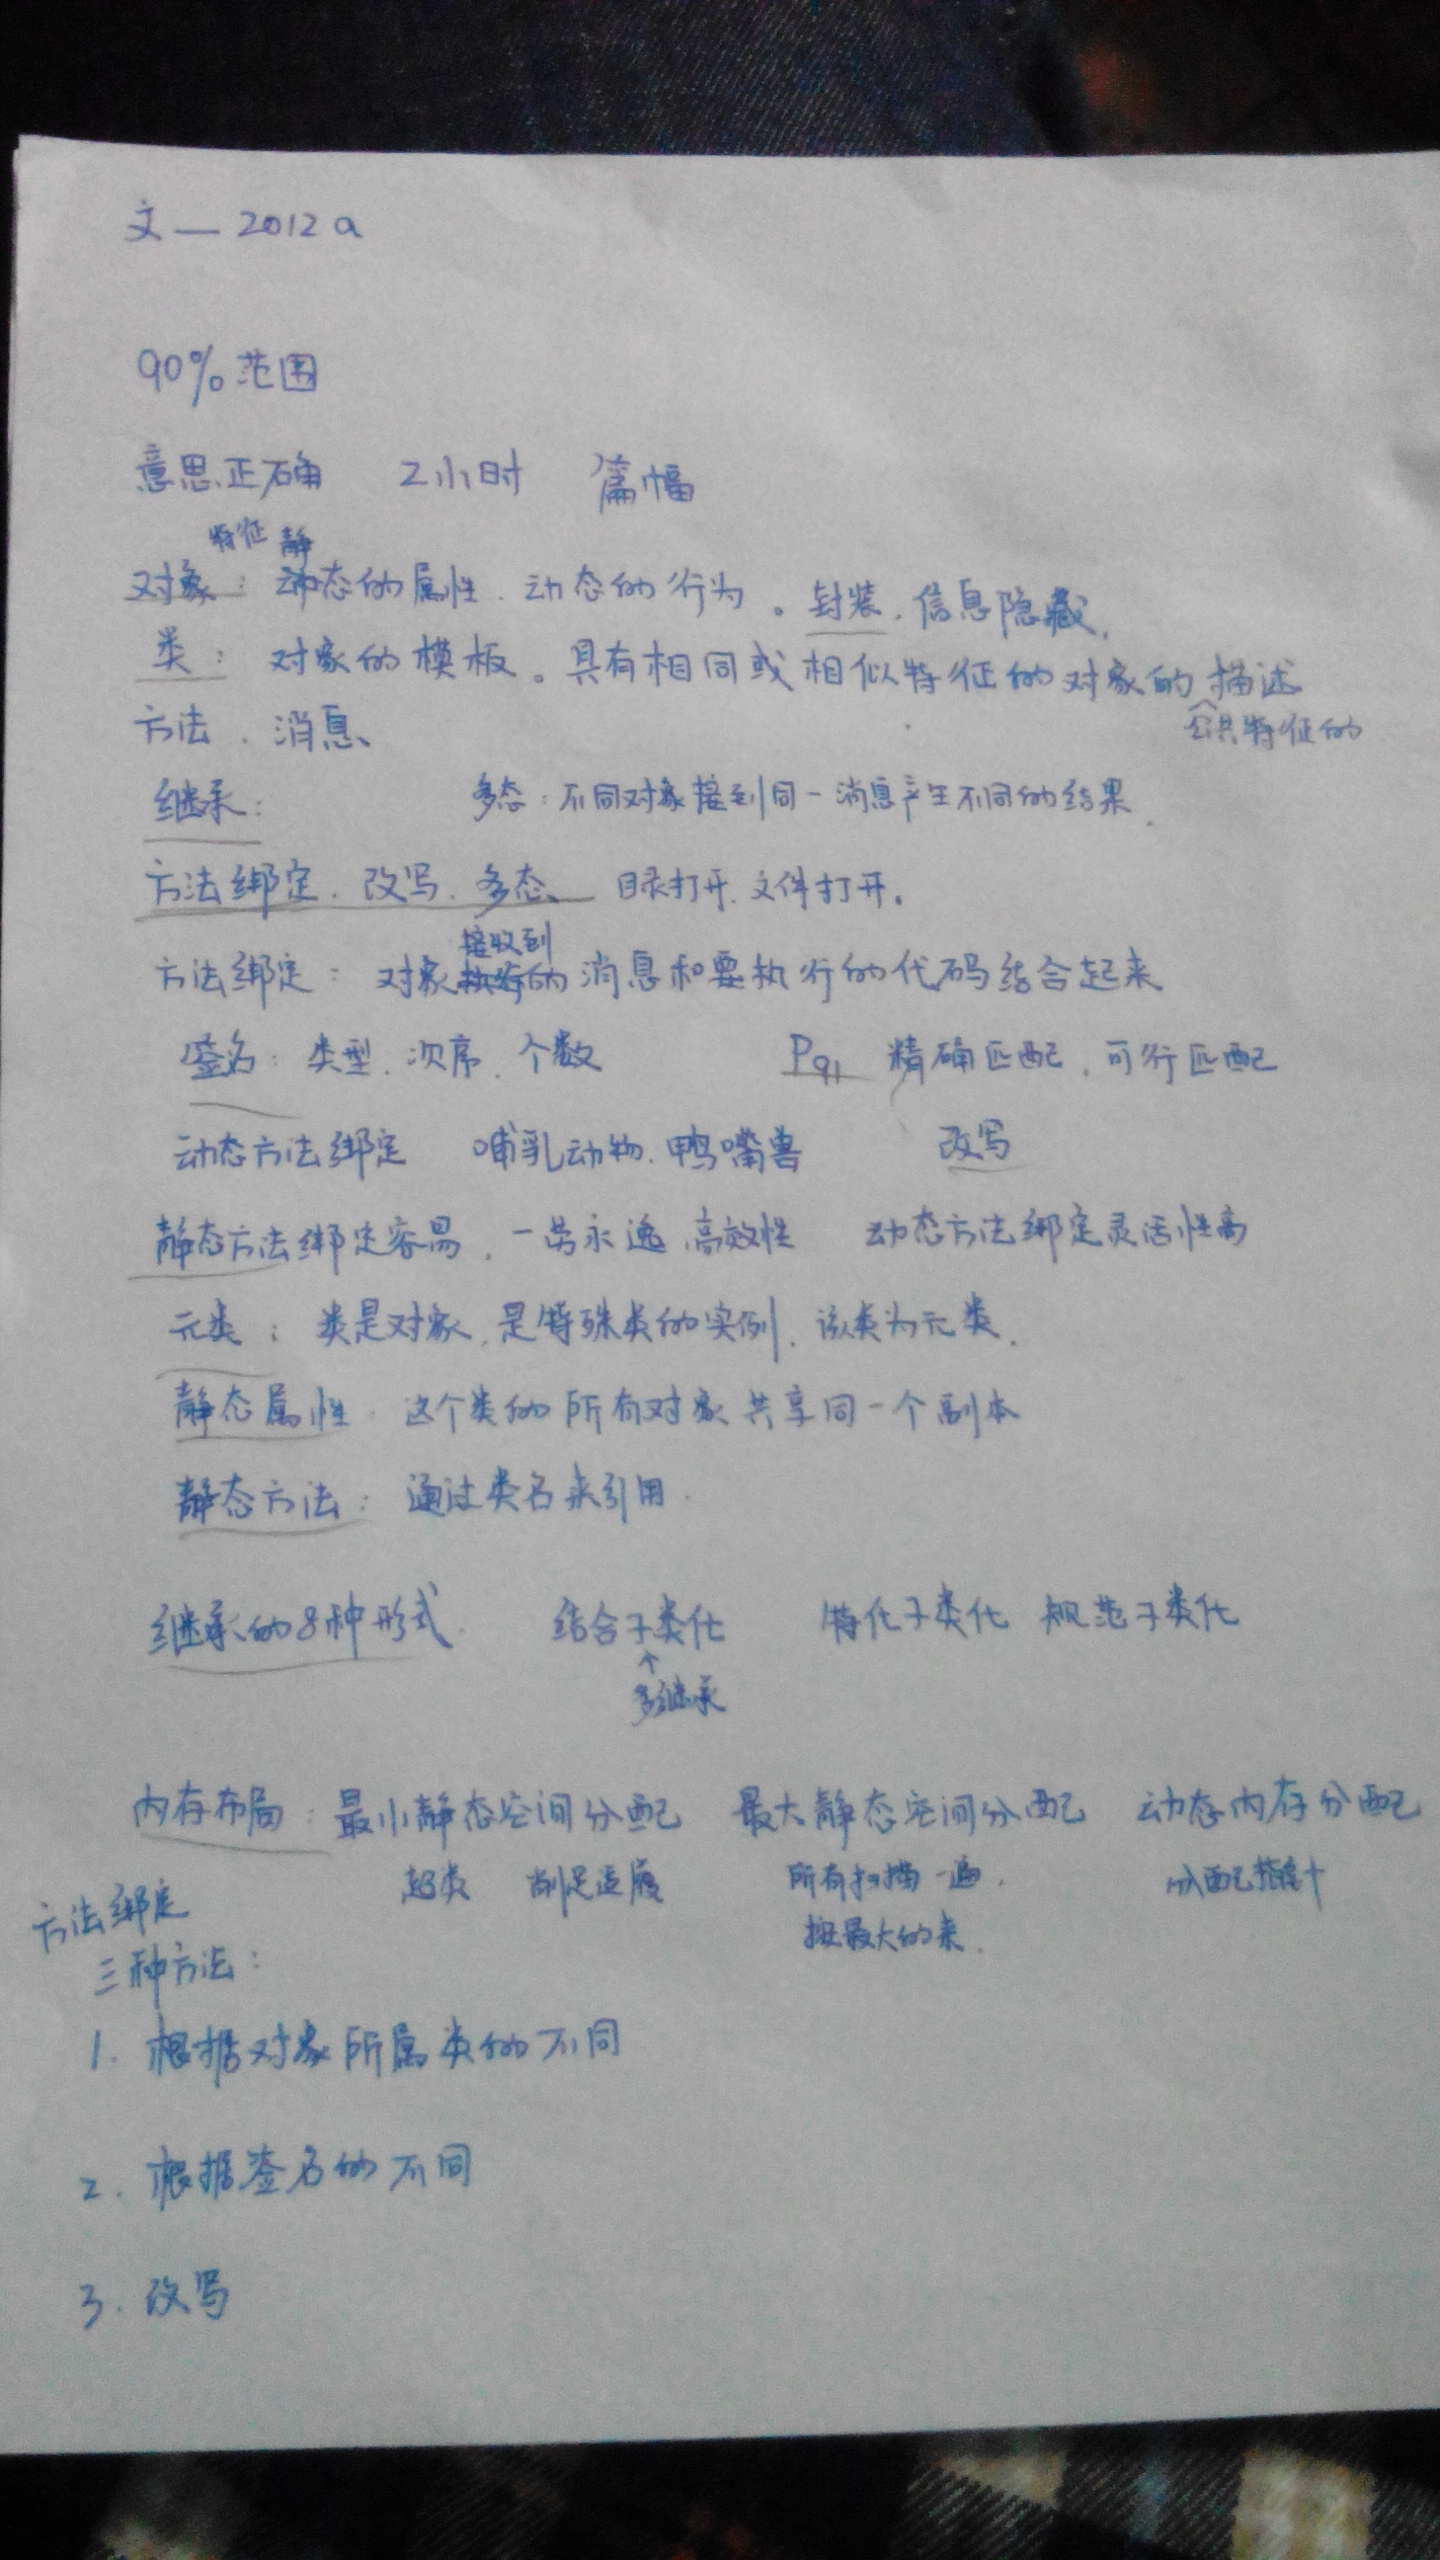 文—2012a
90%范围
意思正确 2小时 篇幅
特征 静
对象：动态的属性、动态的行为。封装、信息隐藏、
类：对象的模板。具有相同或相似特征的对象的描述
公共特征的
方法、消息、
继承： 多态：不同对象接到同一消息产生不同的结果.
方法绑定、改写、多态、 目录打开、文件打开。
接收到
方法绑定：对象执行的消息和要执行的代码结合起来
签名：类型、次序、个数 P91 精确匹配、可行匹配
动态方法绑定 哺乳动物、鸭嘴兽 改写
静态方法绑定容易，一劳永逸、高效性 动态方法绑定灵活性高
元类：类是对象，是特殊类的实例，该类为元类.
静态属性：这个类的所有对象共享同一个副本
静态方法：通过类名来引用.
继承的8种形式. 结合子类化 特化子类化 规范子类化
↑
多继承
内存布局：最小静态空间分配 最大静态空间分配 动态内存分配
超类 削足适履 所有扫描一遍. 分配指针
按最大的来.
方法绑定
三种方法：
1. 根据对象所属类的不同
2. 根据签名的不同
3. 改写